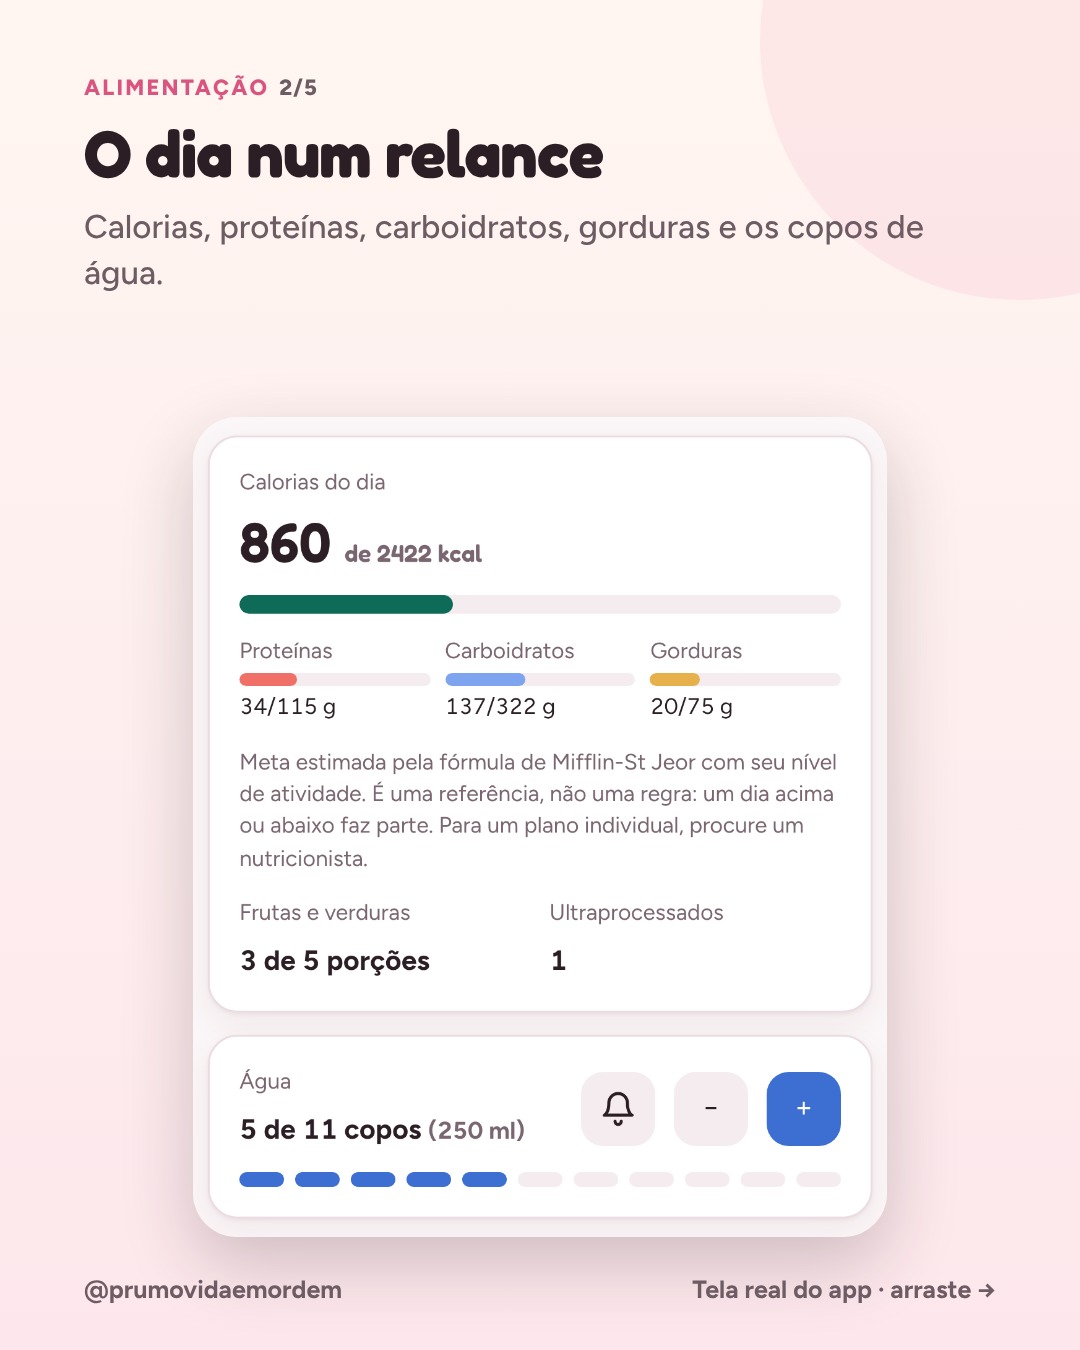 ALIMENTAÇÃO 2/5
O dia num relance
Calorias, proteínas, carboidratos, gorduras e os copos de
água.
Calorias do dia
860 de 2422 kcal
Proteínas Carboidratos Gorduras
34/115 g 137/322 g 20/75 g
Meta estimada pela fórmula de Mifflin-St Jeor com seu nível
de atividade. É uma referência, não uma regra: um dia acima
ou abaixo faz parte. Para um plano individual, procure um
nutricionista.
Frutas e verduras Ultraprocessados
3 de 5 porções 1
Água
5 de 11 copos (250 ml) − +
@prumovidaemordem Tela real do app · arraste →